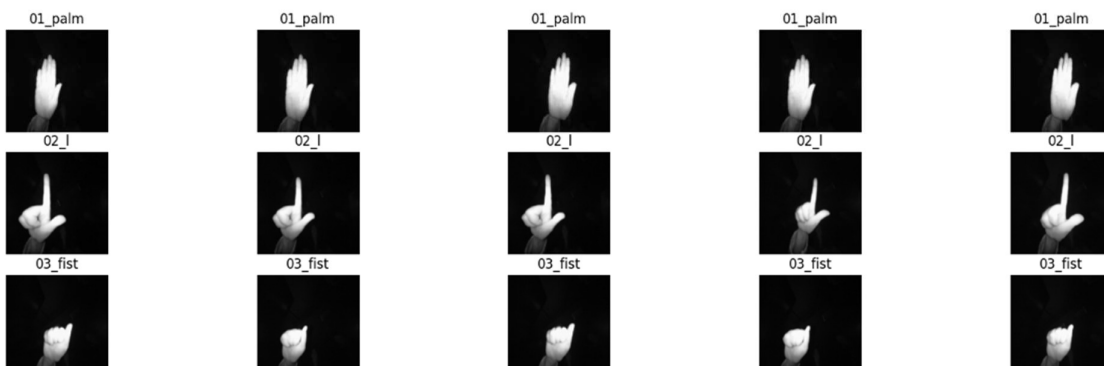 01_palm 01_palm 01_palm 01_palm 01_palm
02_l 02_l 02_l 02_l 02_l
03_fist 03_fist 03_fist 03_fist 03_fist